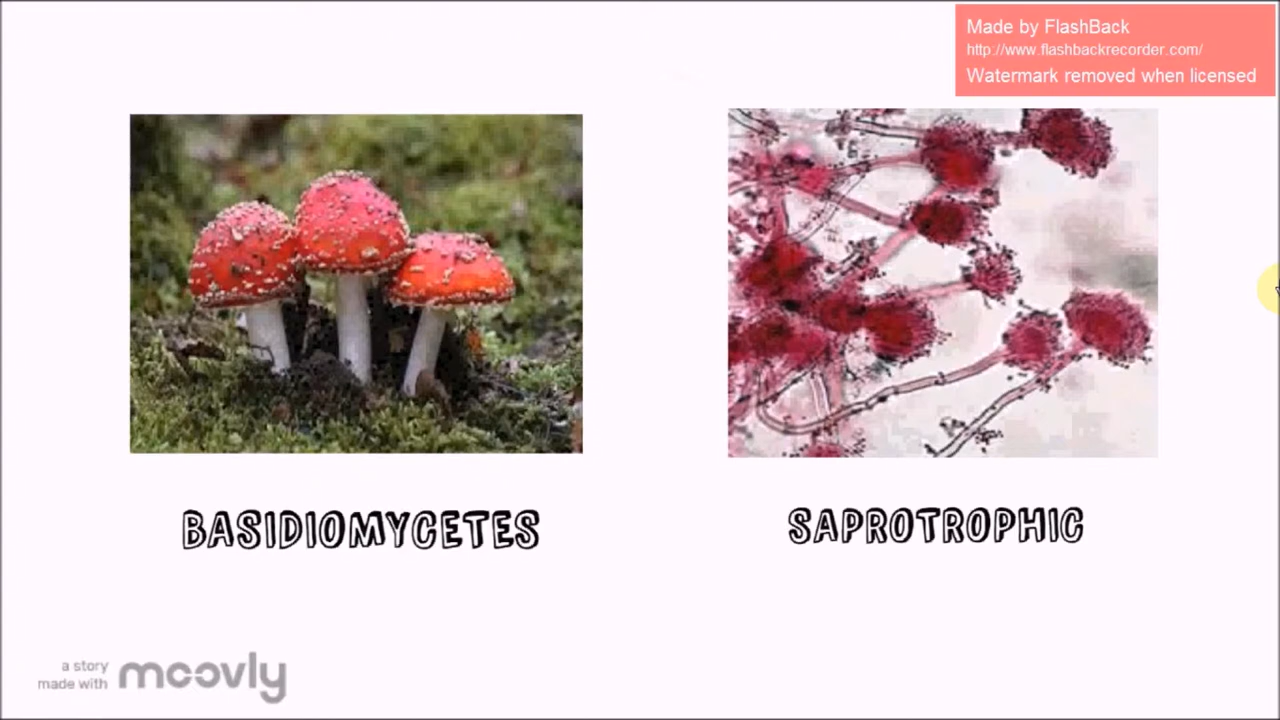 Made by FlashBack
http://www.flashbackrecorder.com/
Watermark removed when licensed
BASIDIOMYCETES
SAPROTROPHIC
a story
made with moovly